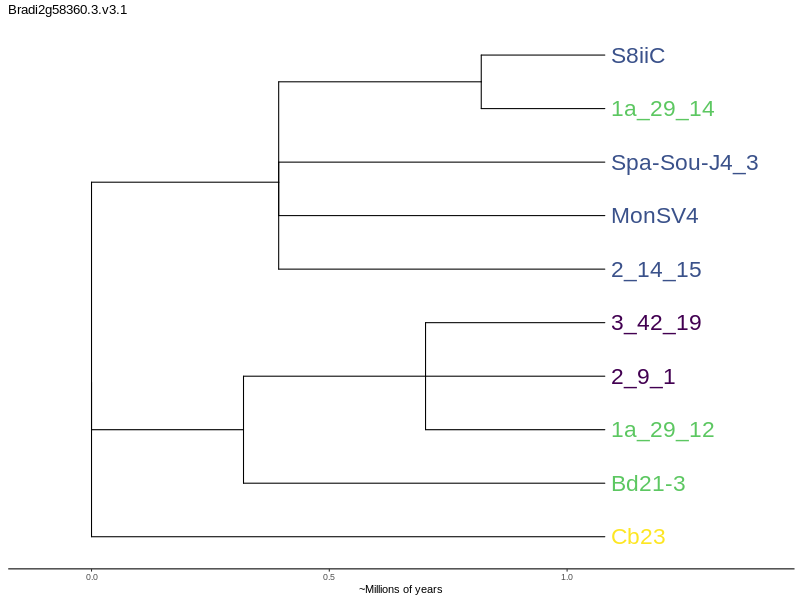 Bradi2g58360.3.v3.1
S8iiC
1a_29_14
Spa-Sou-J4_3
MonSV4
2_14_15
3_42_19
2_9_1
1a_29_12
Bd21-3
Cb23
0.0 0.5 1.0
~Millions of years